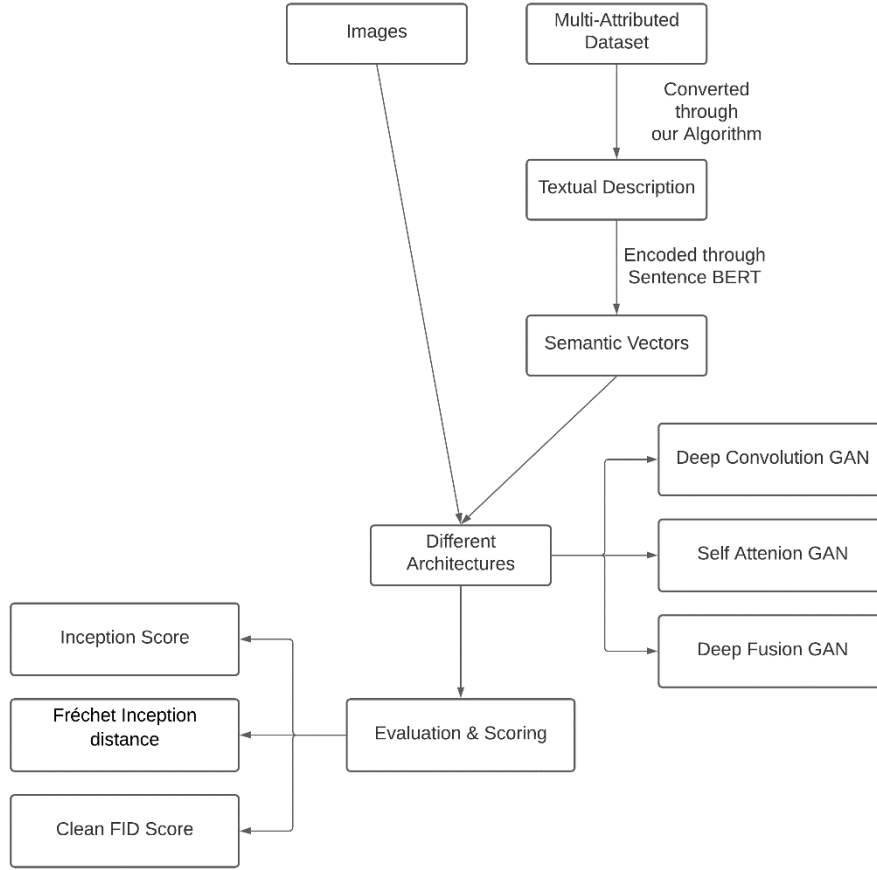 Images
Multi-Attributed
Dataset
Converted
through
our Algorithm
Textual Description
Encoded through
Sentence BERT
Semantic Vectors
Deep Convolution GAN
Different
Architectures
Self Attenion GAN
Deep Fusion GAN
Inception Score
Fréchet Inception
distance
Evaluation & Scoring
Clean FID Score